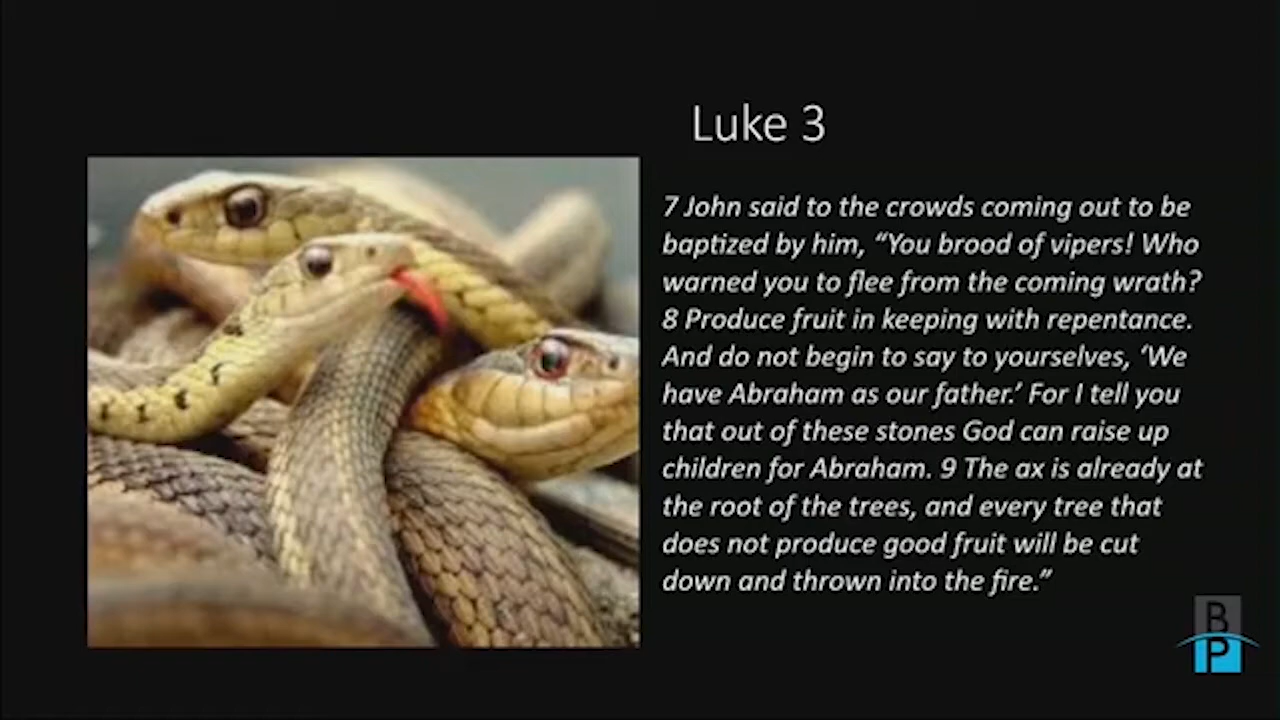 Luke 3
7 John said to the crowds coming out to be
baptized by him, “You brood of vipers! Who
warned you to flee from the coming wrath?
8 Produce fruit in keeping with repentance.
And do not begin to say to yourselves, ‘We
have Abraham as our father.’ For I tell you
that out of these stones God can raise up
children for Abraham. 9 The ax is already at
the root of the trees, and every tree that
does not produce good fruit will be cut
down and thrown into the fire.”
B
P